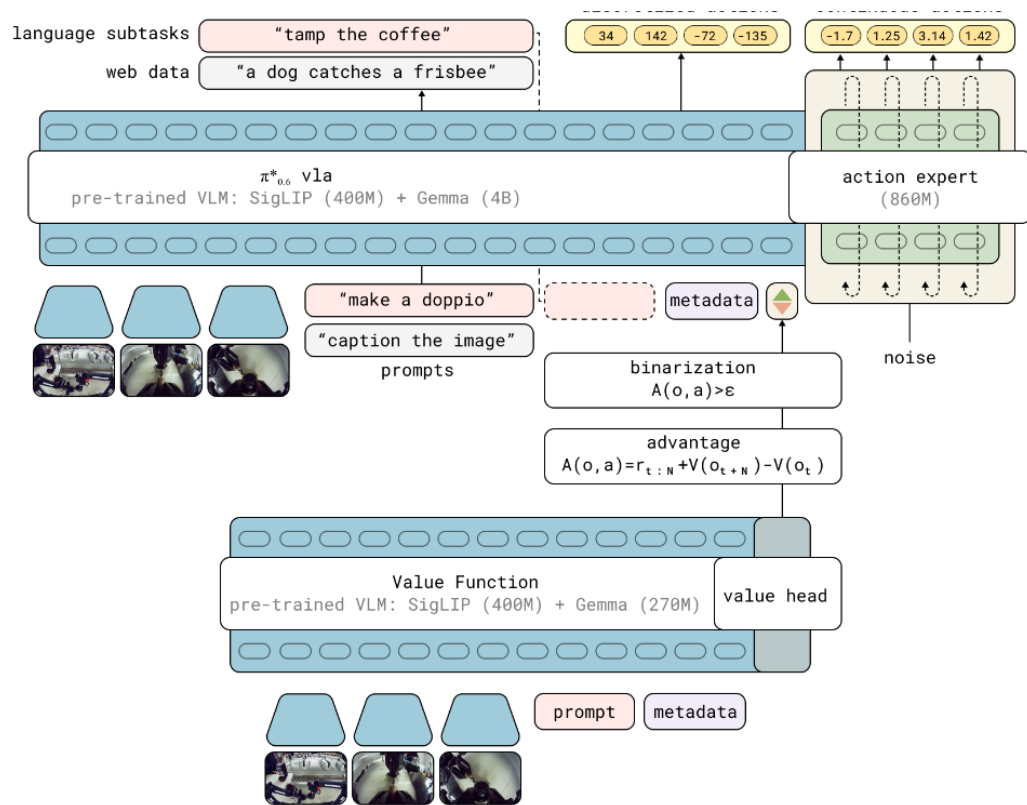 language subtasks
"tamp the coffee"
34 142 -72 -135
-1.7 1.25 3.14 1.42
web data
"a dog catches a frisbee"
π*0.6 vla
pre-trained VLM: SigLIP (400M) + Gemma (4B)
action expert
(860M)
"make a doppio"
metadata
"caption the image"
prompts
noise
binarization
A(o,a)>ε
advantage
A(o,a)=rt:N+V(ot+N)-V(ot)
Value Function
pre-trained VLM: SigLIP (400M) + Gemma (270M)
value head
prompt
metadata